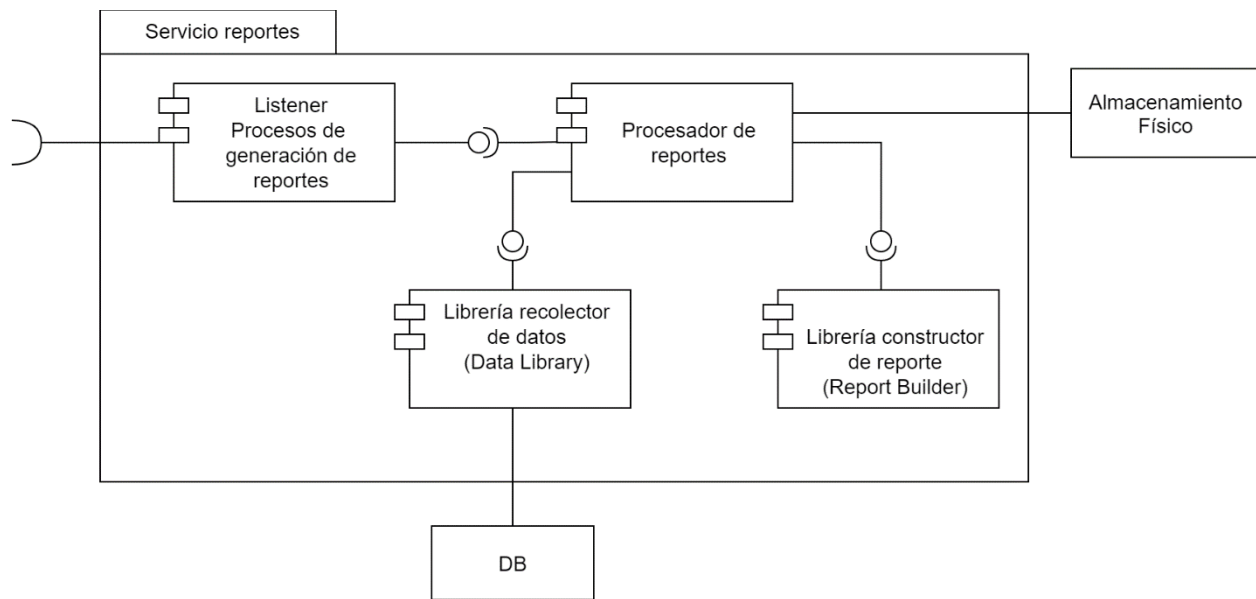 Servicio reportes
Listener
Procesos de
generación de
reportes
Procesador de
reportes
Almacenamiento
Físico
Librería recolector
de datos
(Data Library)
Librería constructor
de reporte
(Report Builder)
DB